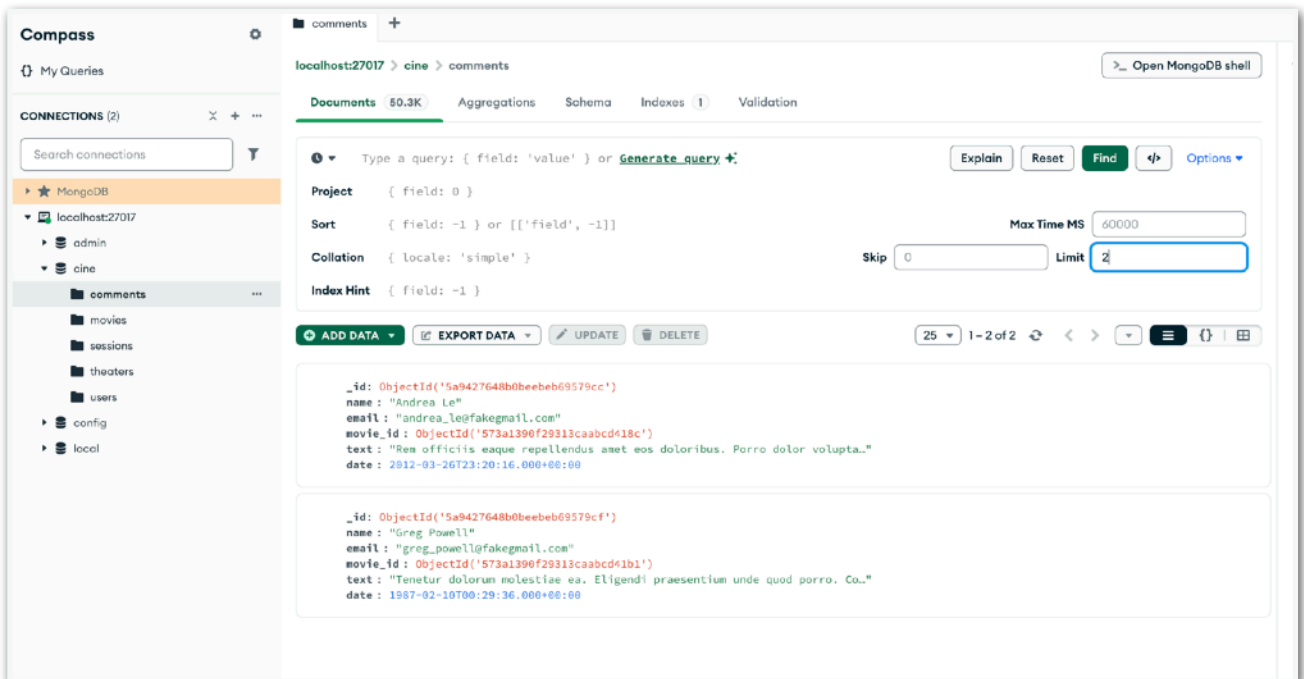 Compass
My Queries
CONNECTIONS (2)
Search connections
MongoDB
localhost:27017
admin
cine
comments
movies
sessions
theaters
users
config
local
comments
localhost:27017 > cine > comments
>_ Open MongoDB shell
Documents 50.3K Aggregations Schema Indexes 1 Validation
Type a query: { field: 'value' } or Generate query
Explain Reset Find </> Options
Project { field: 0 }
Sort { field: -1 } or [['field', -1]]
Max Time MS 60000
Collation { locale: 'simple' }
Skip 0 Limit 2
Index Hint { field: -1 }
ADD DATA EXPORT DATA UPDATE DELETE
25 1 – 2 of 2 {}
_id: ObjectId('5a9427648b0beebeb69579cc')
name : "Andrea Le"
email : "andrea_le@fakegmail.com"
movie_id : ObjectId('573a1390f29313caabcd418c')
text : "Rem officiis eaque repellendus amet eos doloribus. Porro dolor volupta…"
date : 2012-03-26T23:20:16.000+00:00
_id: ObjectId('5a9427648b0beebeb69579cf')
name : "Greg Powell"
email : "greg_powell@fakegmail.com"
movie_id : ObjectId('573a1390f29313caabcd41b1')
text : "Tenetur dolorum molestiae ea. Eligendi praesentium unde quod porro. Co…"
date : 1987-02-10T00:29:36.000+00:00